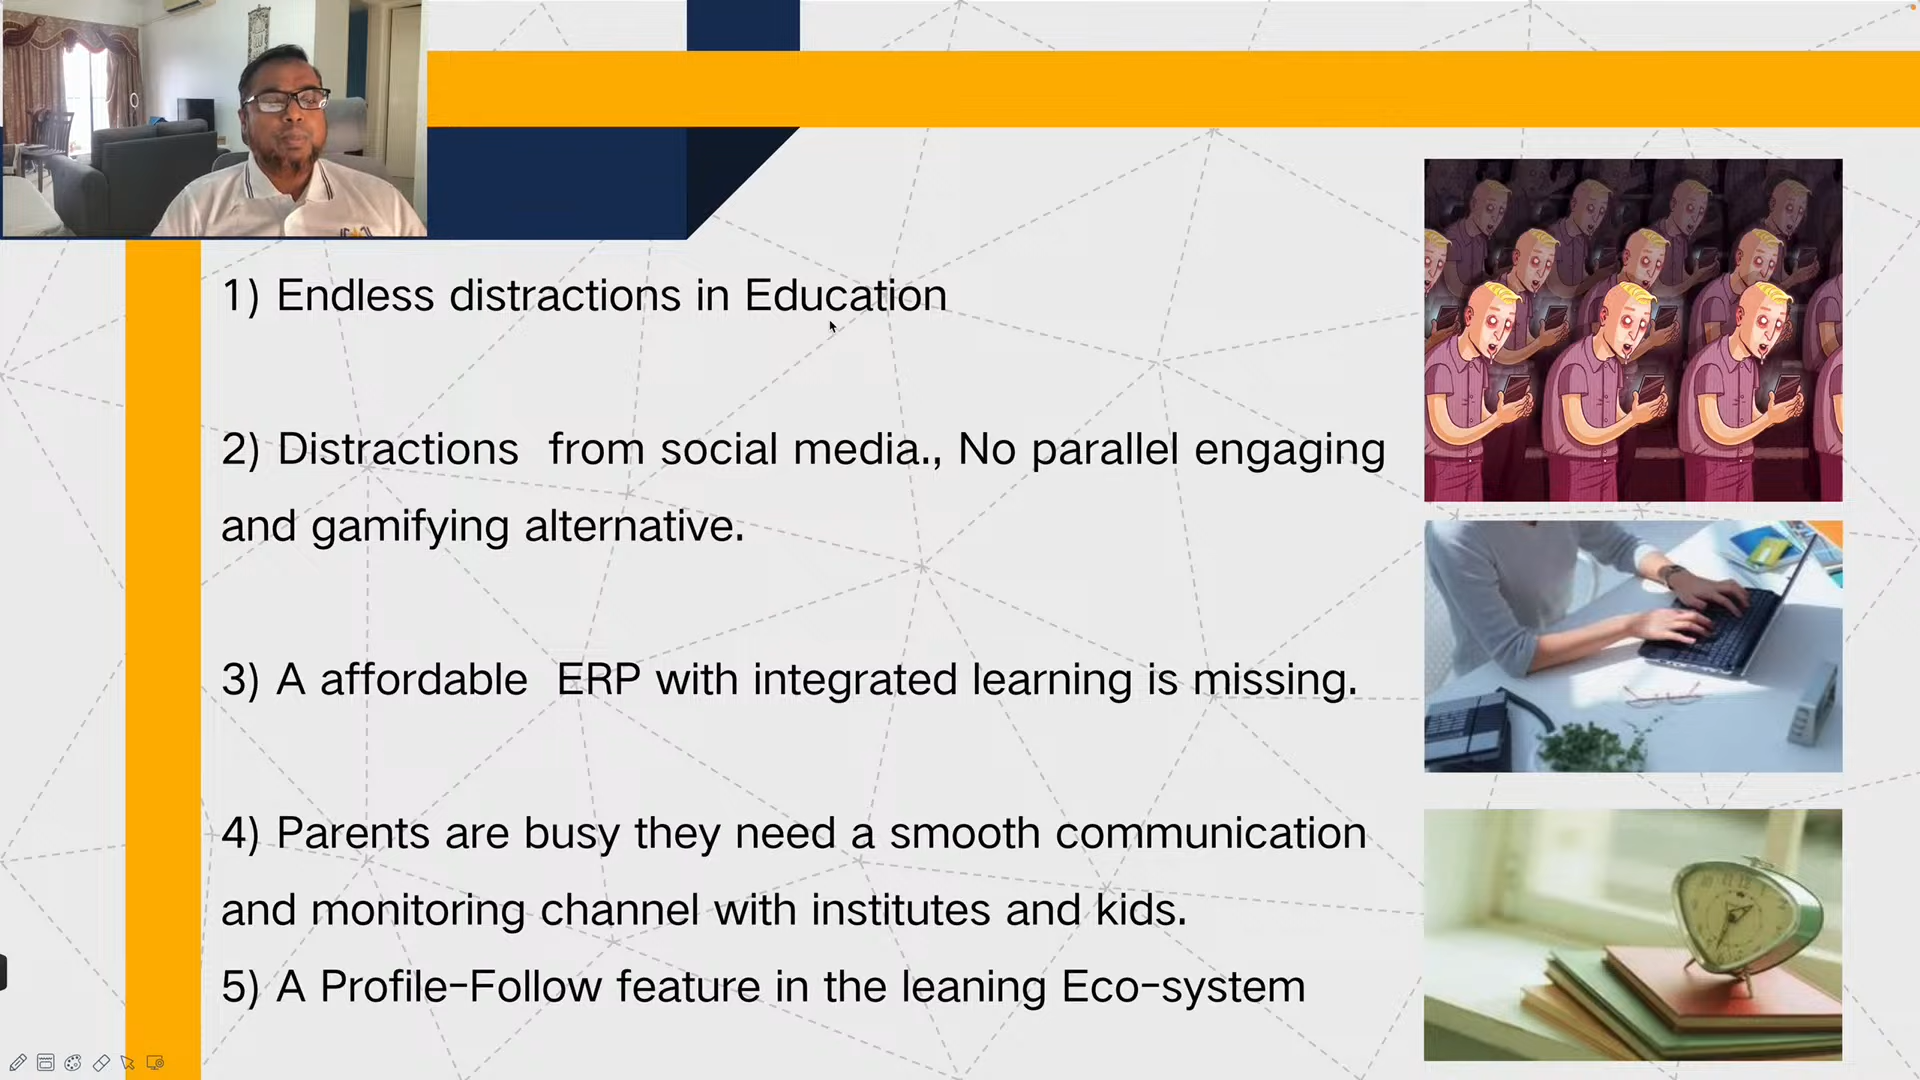 1) Endless distractions in Education
2) Distractions  from social media., No parallel engaging
and gamifying alternative.
3) A affordable  ERP with integrated learning is missing.
4) Parents are busy they need a smooth communication
and monitoring channel with institutes and kids.
5) A Profile-Follow feature in the leaning Eco-system